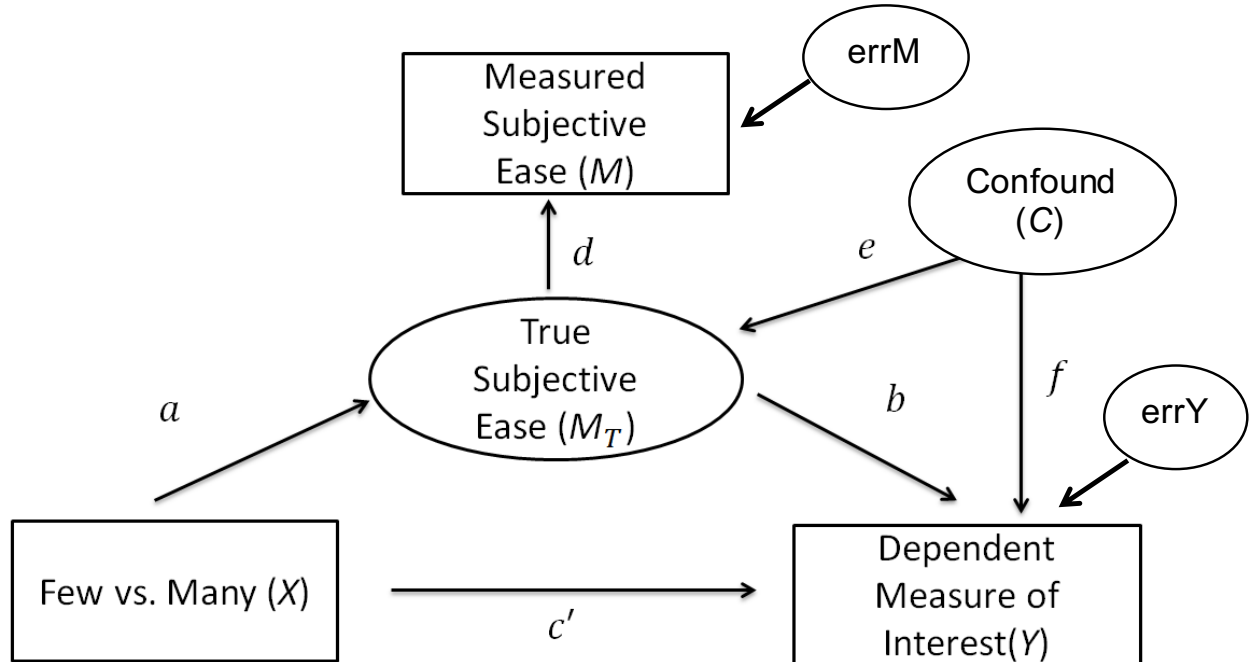 errM
Measured
Subjective
Ease (M)
Confound
(C)
d
e
True
Subjective
Ease (M_T)
a
b
f
errY
Few vs. Many (X)
c′
Dependent
Measure of
Interest(Y)